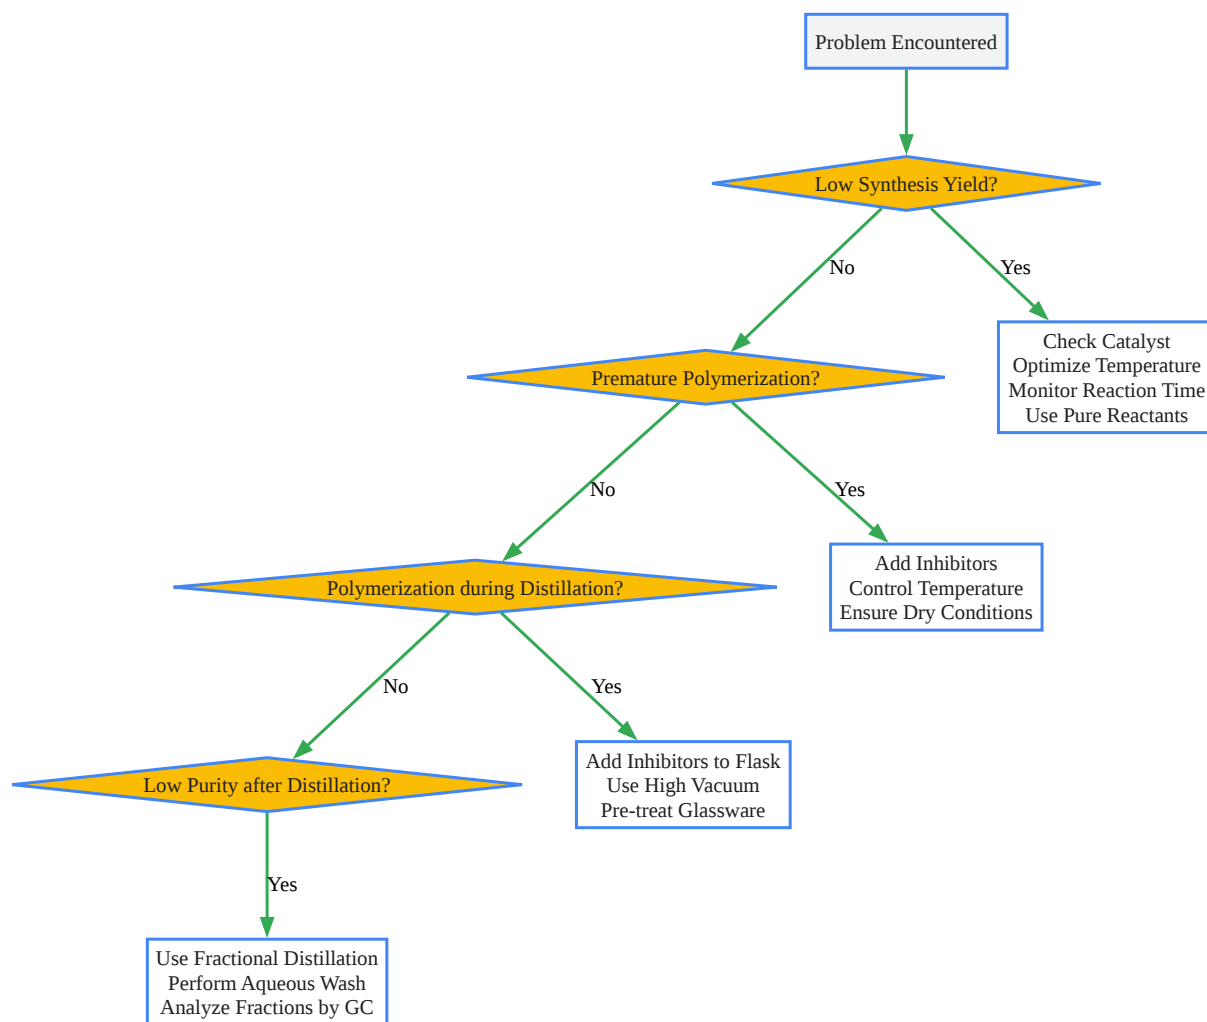 Problem Encountered
Low Synthesis Yield?
No
Yes
Check Catalyst
Optimize Temperature
Monitor Reaction Time
Use Pure Reactants
Premature Polymerization?
No
Yes
Add Inhibitors
Control Temperature
Ensure Dry Conditions
Polymerization during Distillation?
No
Yes
Add Inhibitors to Flask
Use High Vacuum
Pre-treat Glassware
Low Purity after Distillation?
Yes
Use Fractional Distillation
Perform Aqueous Wash
Analyze Fractions by GC